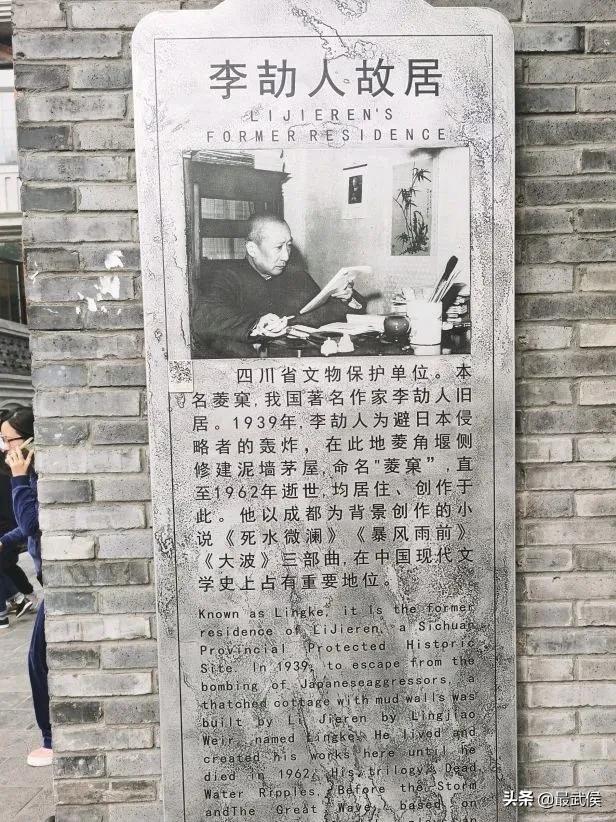 李劼人故居
LIJIEREN'S
FORMER RESIDENCE
四川省文物保护单位。本
名菱窠,我国著名作家李劼人旧
居。1939年,李劼人为避日本侵
略者的轰炸，在此地菱角堰侧
修建泥墙茅屋,命名"菱窠”,直
至1962年逝世,均居住、创作于
此。他以成都为背景创作的小
说《死水微澜》《暴风雨前》
《大波》三部曲,在中国现代文
学史上占有重要地位。
Known as Lingke, it is the former
residence of LiJieren, a Sichuan
Provincial Protected Historic
Site. In 1939, to escape from the
bombing of Japaneseaggressors, a
thatched cottage with mud walls was
built by Li Jieren by Lingjiao
Weir, named Lingke. He lived and
created his works here until he
died in 1962. His trilogy, Dead
Water Ripples, Before the Storm
andThe Great Wave, based on
头条 @最武侯